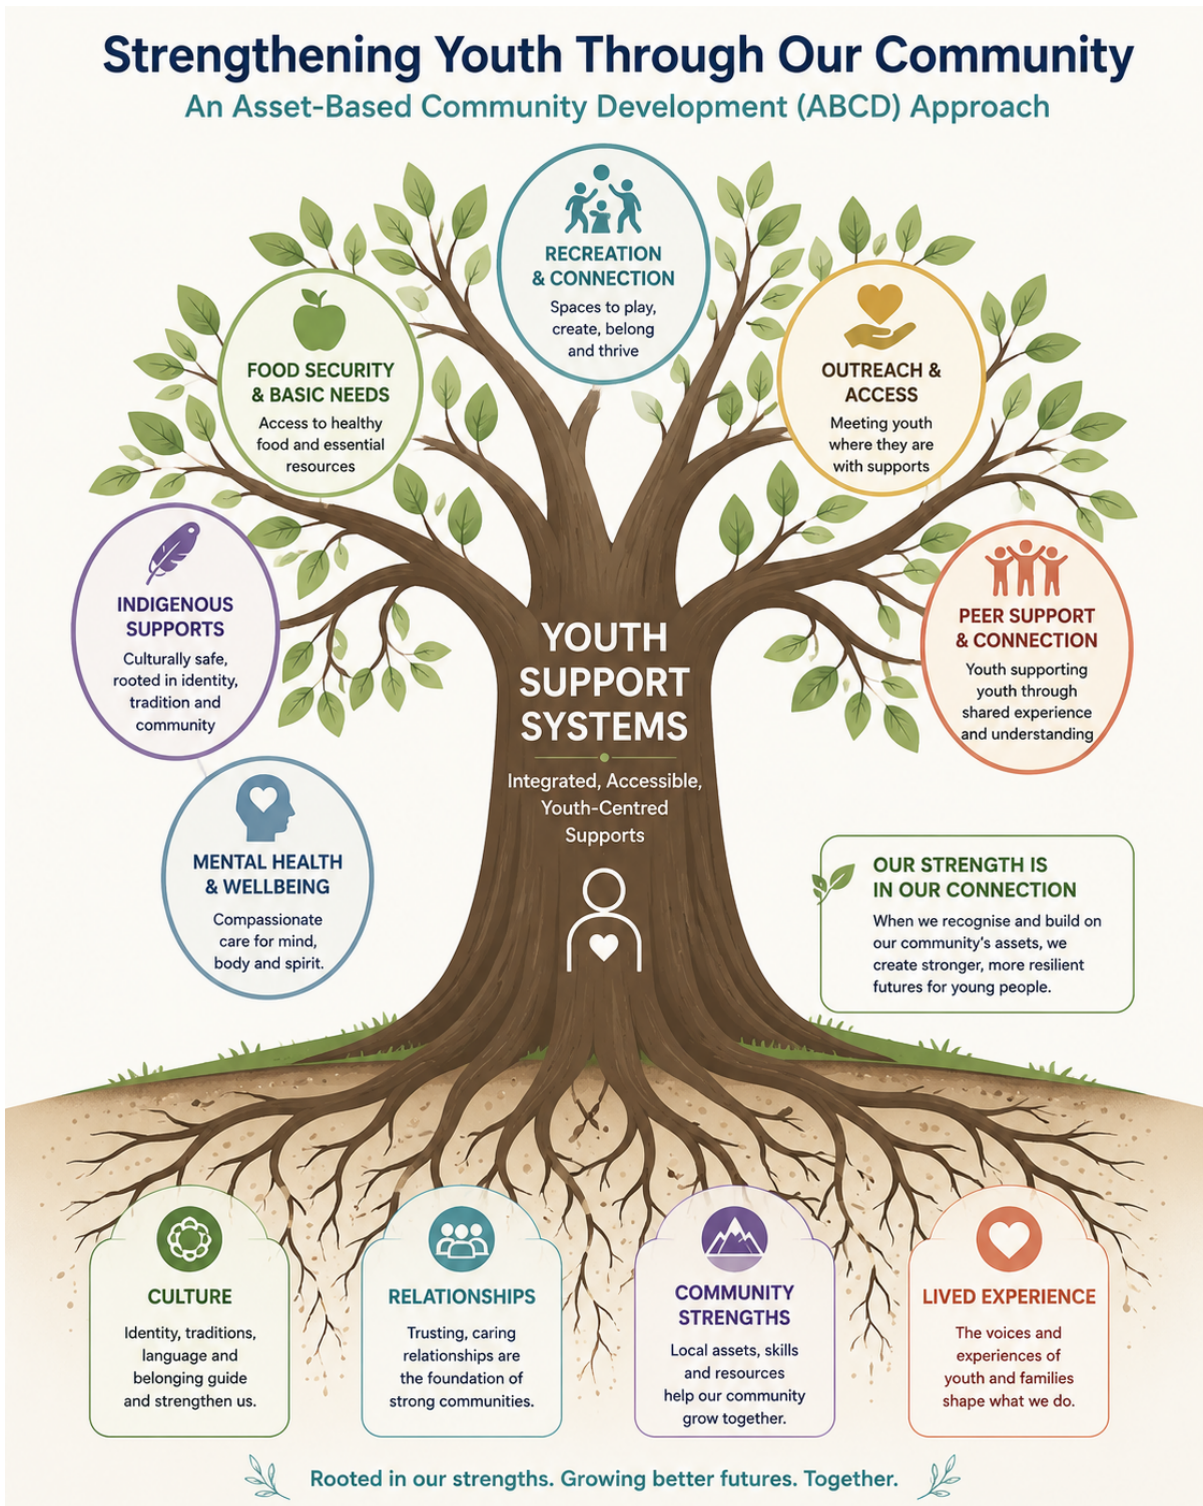 Strengthening Youth Through Our Community
An Asset-Based Community Development (ABCD) Approach
RECREATION
& CONNECTION
Spaces to play,
create, belong
and thrive
FOOD SECURITY
& BASIC NEEDS
Access to healthy
food and essential
resources
OUTREACH &
ACCESS
Meeting youth
where they are
with supports
INDIGENOUS
SUPPORTS
Culturally safe,
rooted in identity,
tradition and
community
PEER SUPPORT
& CONNECTION
Youth supporting
youth through
shared experience
and understanding
YOUTH
SUPPORT
SYSTEMS
Integrated, Accessible,
Youth-Centred
Supports
MENTAL HEALTH
& WELLBEING
Compassionate
care for mind,
body and spirit.
OUR STRENGTH IS
IN OUR CONNECTION
When we recognise and build on
our community's assets, we
create stronger, more resilient
futures for young people.
CULTURE
Identity, traditions,
language and
belonging guide
and strengthen us.
RELATIONSHIPS
Trusting, caring
relationships are
the foundation of
strong communities.
COMMUNITY
STRENGTHS
Local assets, skills
and resources
help our community
grow together.
LIVED EXPERIENCE
The voices and
experiences of
youth and families
shape what we do.
Rooted in our strengths. Growing better futures. Together.